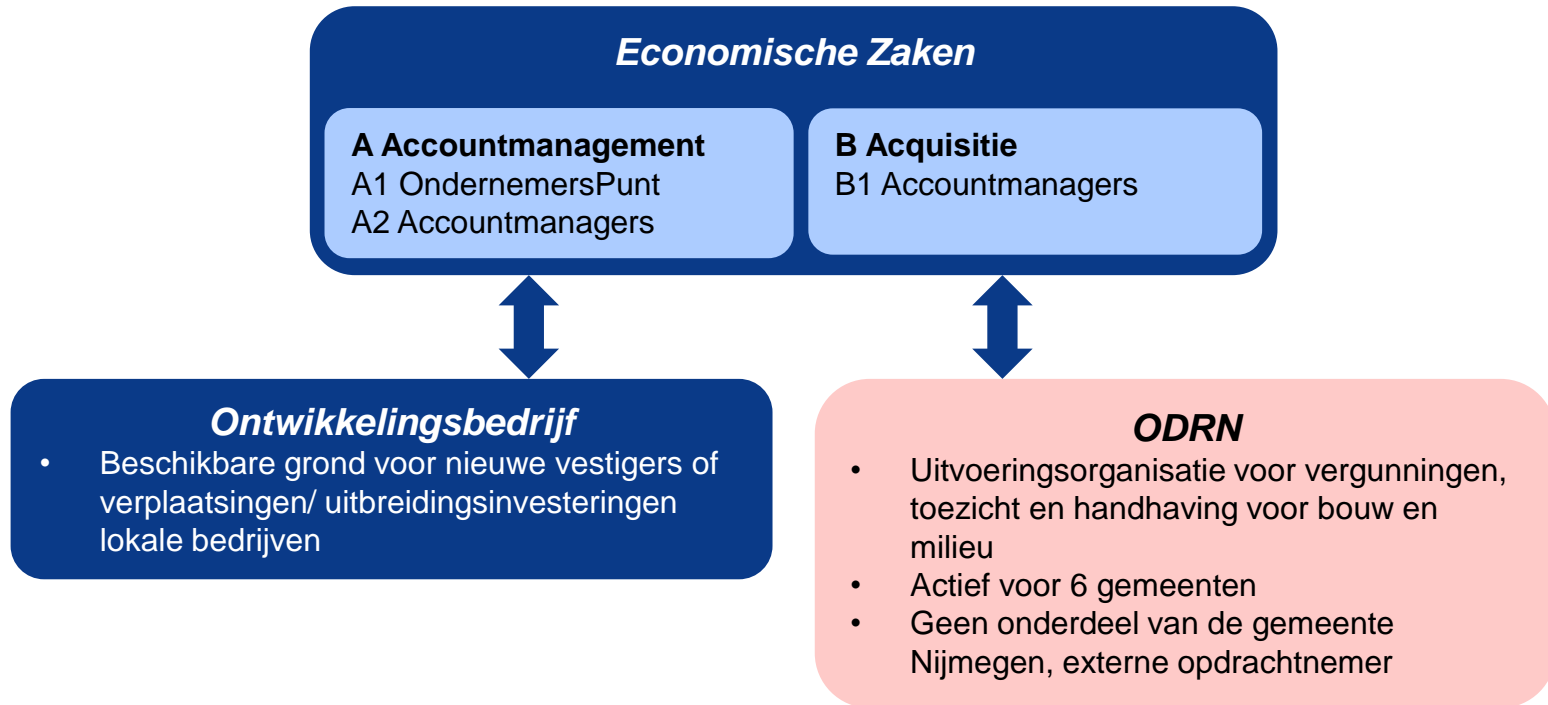 Economische Zaken
A Accountmanagement
A1 OndernemersPunt
A2 Accountmanagers
B Acquisitie
B1 Accountmanagers
Ontwikkelingsbedrijf
• Beschikbare grond voor nieuwe vestigers of
verplaatsingen/ uitbreidingsinvesteringen
lokale bedrijven
ODRN
• Uitvoeringsorganisatie voor vergunningen,
toezicht en handhaving voor bouw en
milieu
• Actief voor 6 gemeenten
• Geen onderdeel van de gemeente
Nijmegen, externe opdrachtnemer